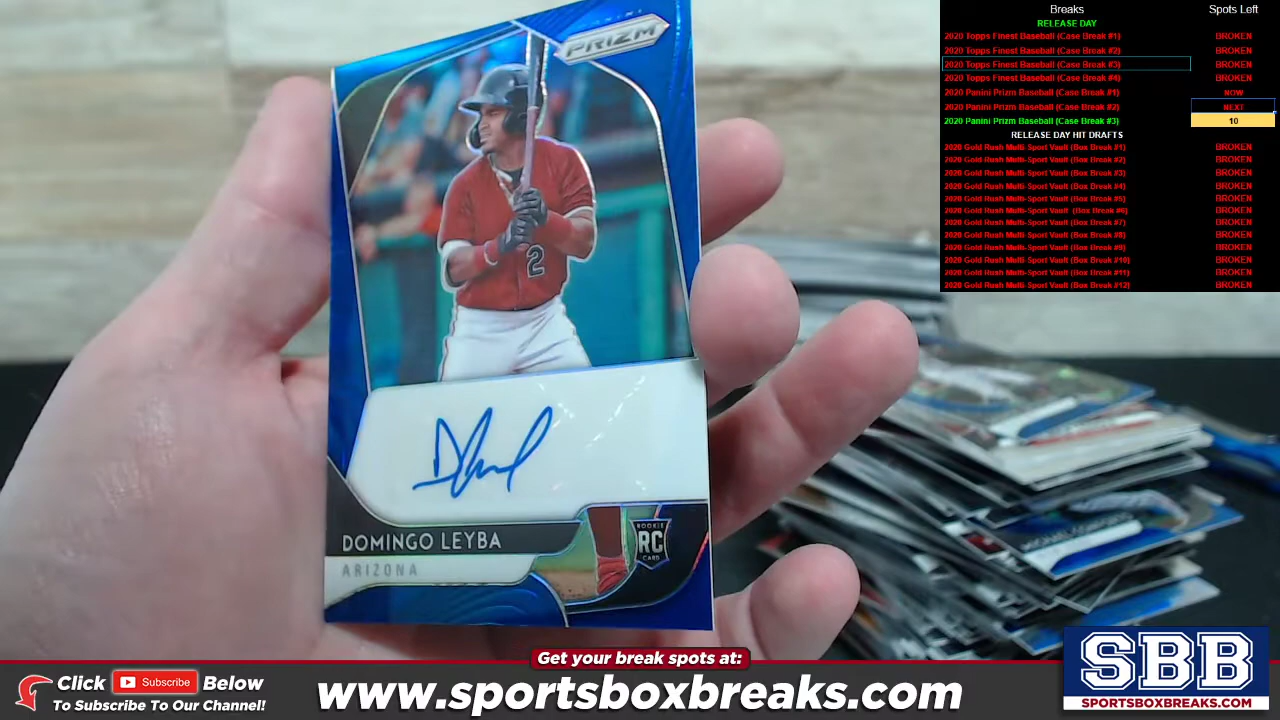 PRIZM
2
DOMINGO LEYBA
ARIZONA
ROOKIE
RC
CARD
Breaks Spots Left
RELEASE DAY
2020 Topps Finest Baseball (Case Break #1) BROKEN
2020 Topps Finest Baseball (Case Break #2) BROKEN
2020 Topps Finest Baseball (Case Break #3) BROKEN
2020 Topps Finest Baseball (Case Break #4) BROKEN
2020 Panini Prizm Baseball (Case Break #1) NOW
2020 Panini Prizm Baseball (Case Break #2) NEXT
2020 Panini Prizm Baseball (Case Break #3) 10
RELEASE DAY HIT DRAFTS
2020 Gold Rush Multi-Sport Vault (Box Break #1) BROKEN
2020 Gold Rush Multi-Sport Vault (Box Break #2) BROKEN
2020 Gold Rush Multi-Sport Vault (Box Break #3) BROKEN
2020 Gold Rush Multi-Sport Vault (Box Break #4) BROKEN
2020 Gold Rush Multi-Sport Vault (Box Break #5) BROKEN
2020 Gold Rush Multi-Sport Vault (Box Break #6) BROKEN
2020 Gold Rush Multi-Sport Vault (Box Break #7) BROKEN
2020 Gold Rush Multi-Sport Vault (Box Break #8) BROKEN
2020 Gold Rush Multi-Sport Vault (Box Break #9) BROKEN
2020 Gold Rush Multi-Sport Vault (Box Break #10) BROKEN
2020 Gold Rush Multi-Sport Vault (Box Break #11) BROKEN
2020 Gold Rush Multi-Sport Vault (Box Break #12) BROKEN
Get your break spots at:
Click Subscribe Below
To Subscribe To Our Channel!
www.sportsboxbreaks.com
SBB
SPORTSBOXBREAKS.COM